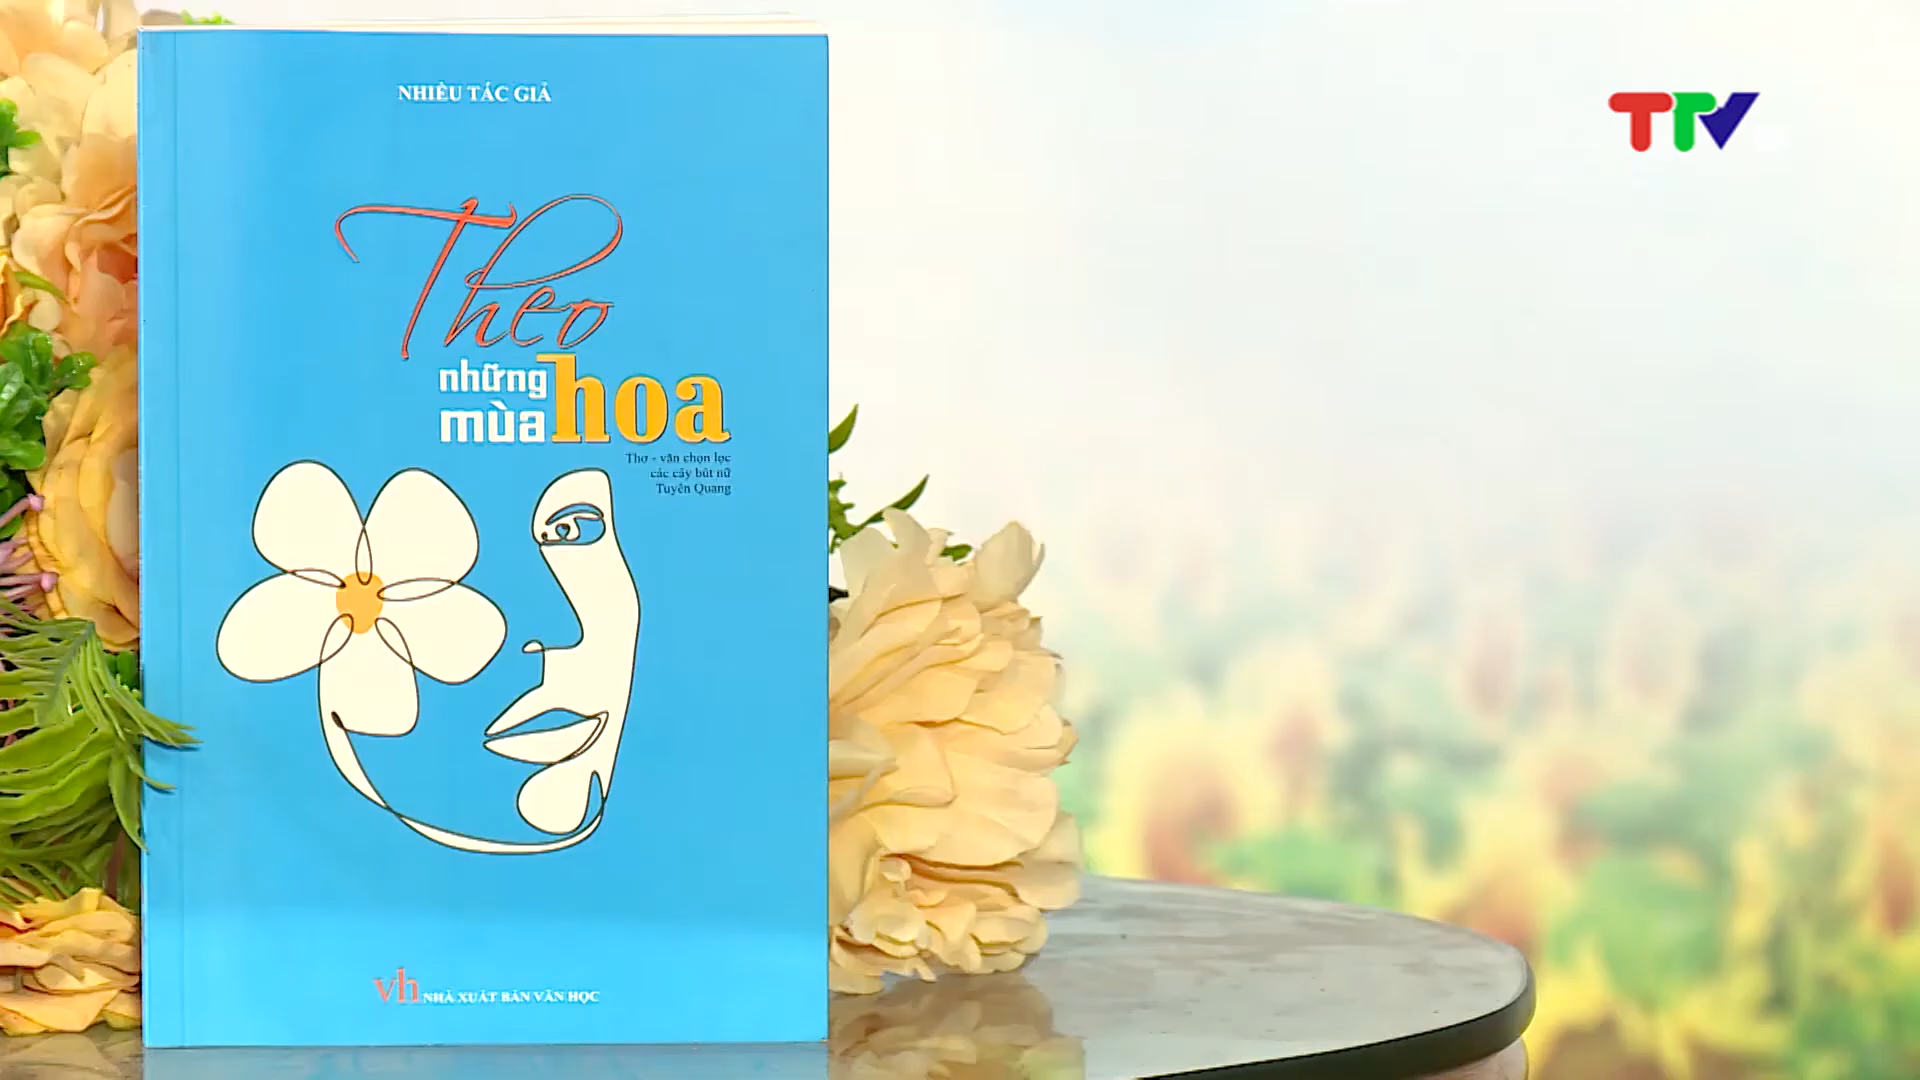 NHIỀU TÁC GIẢ
Theo
những
mùa hoa
Thơ - văn chọn lọc
các cây bút nữ
Tuyên Quang
vh NHÀ XUẤT BẢN VĂN HỌC
TTV